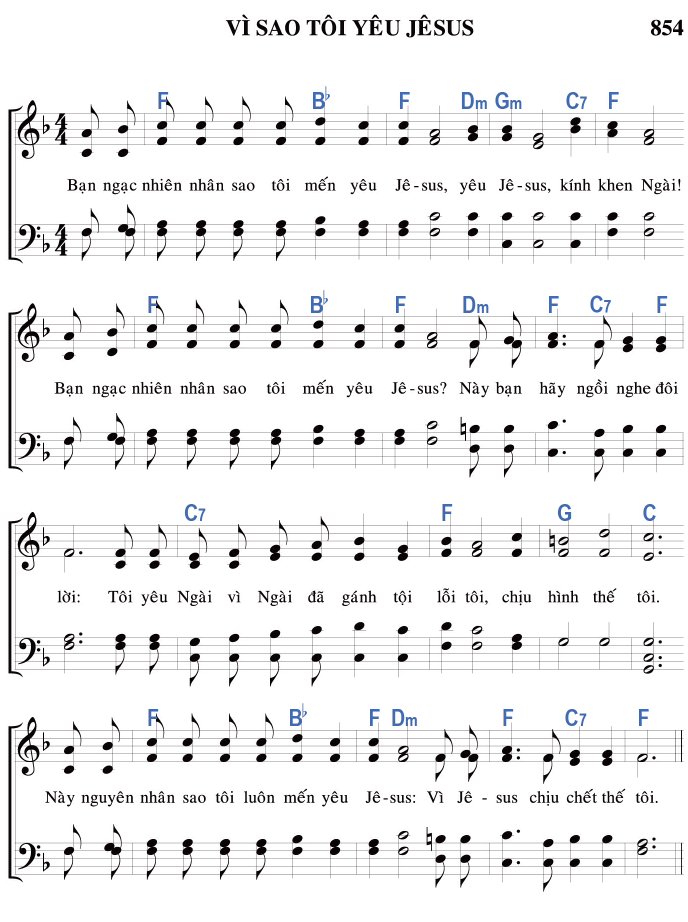 VÌ SAO TÔI YÊU JÊSUS 854
F B♭ F Dm Gm C7 F
Bạn ngạc nhiên nhân sao tôi mến yêu Jê-sus, yêu Jê-sus, kính khen Ngài!
F B♭ F Dm F C7 F
Bạn ngạc nhiên nhân sao tôi mến yêu Jê-sus? Này bạn hãy ngồi nghe đôi
C7 F G C
lời: Tôi yêu Ngài vì Ngài đã gánh tội lỗi tôi, chịu hình thế tôi.
F B♭ F Dm F C7 F
Này nguyên nhân sao tôi luôn mến yêu Jê-sus: Vì Jê - sus chịu chết thế tôi.